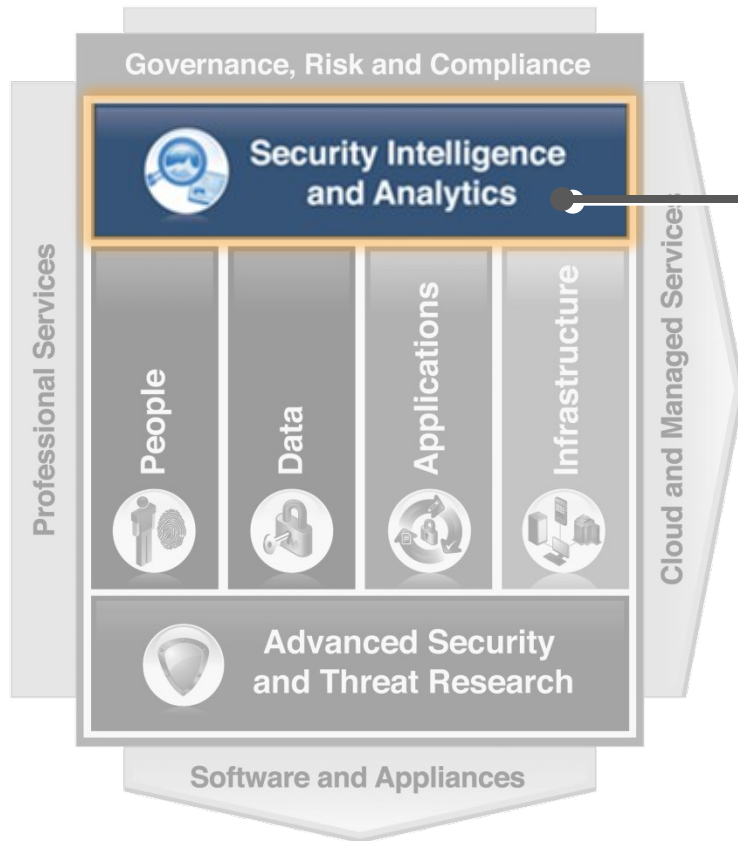 Governance, Risk and Compliance
Security Intelligence
and Analytics
Professional Services
People
Data
Applications
Infrastructure
Cloud and Managed Services
Advanced Security
and Threat Research
Software and Appliances